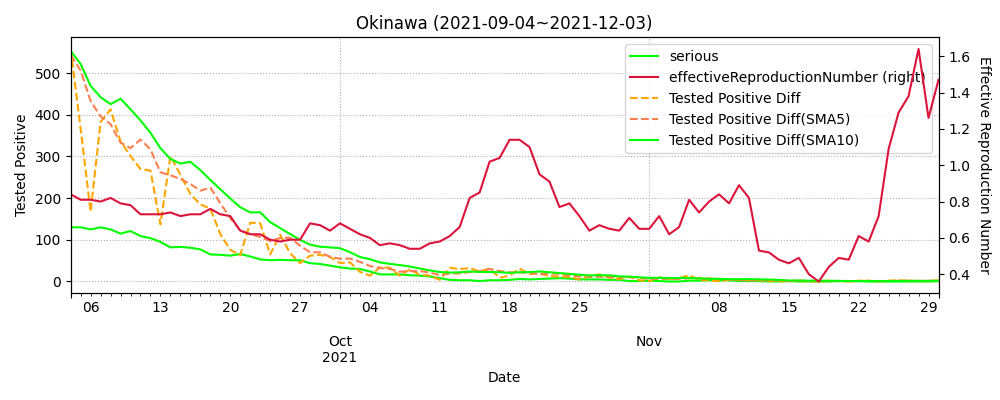 Okinawa (2021-09-04~2021-12-03)
serious
effectiveReproductionNumber (right)
Tested Positive Diff
Tested Positive Diff(SMA5)
Tested Positive Diff(SMA10)
Tested Positive
500
400
300
200
100
0
1.6
1.4
1.2
1.0
0.8
0.6
0.4
Effective Reproduction Number
06 13 20 27 04 11 18 25 08 15 22 29
Oct Nov
2021
Date